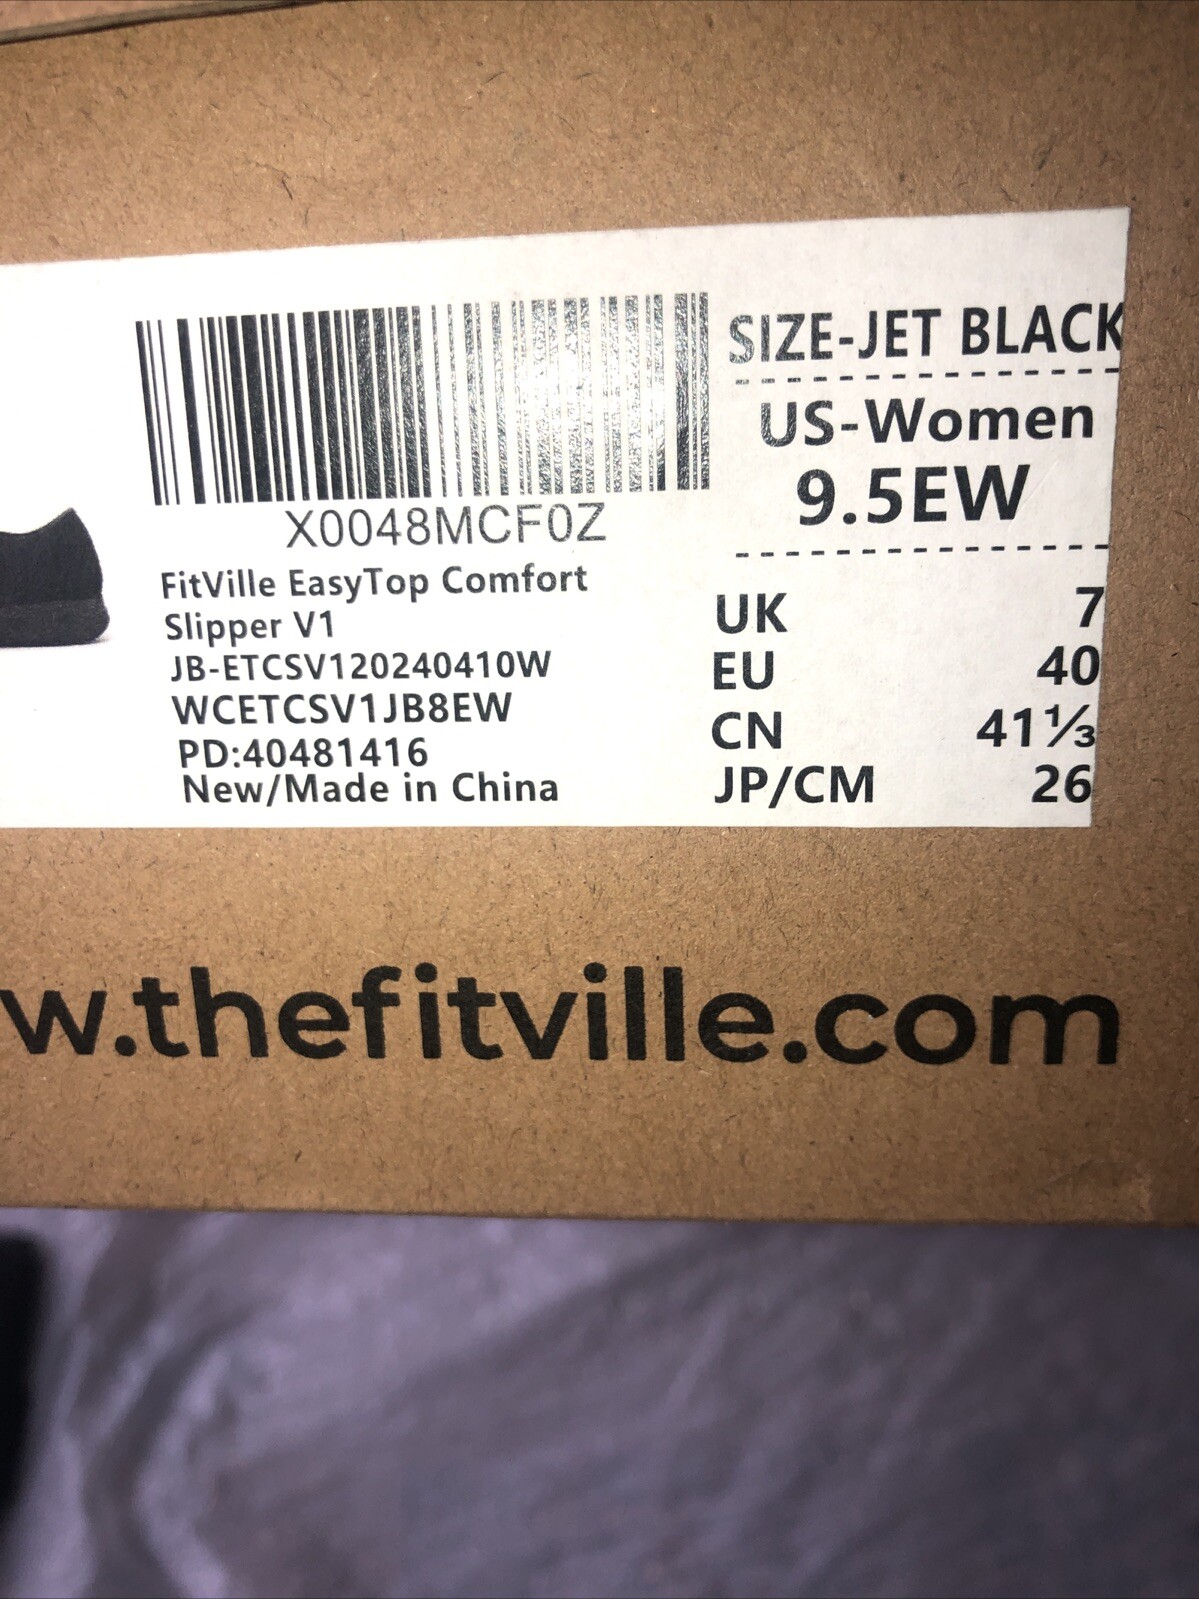 X0048MCF0Z
FitVille EasyTop Comfort
Slipper V1
JB-ETCSV120240410W
WCETCSV1JB8EW
PD:40481416
New/Made in China
SIZE-JET BLACK
US-Women
9.5EW
UK 7
EU 40
CN 41⅓
JP/CM 26
w.thefitville.com